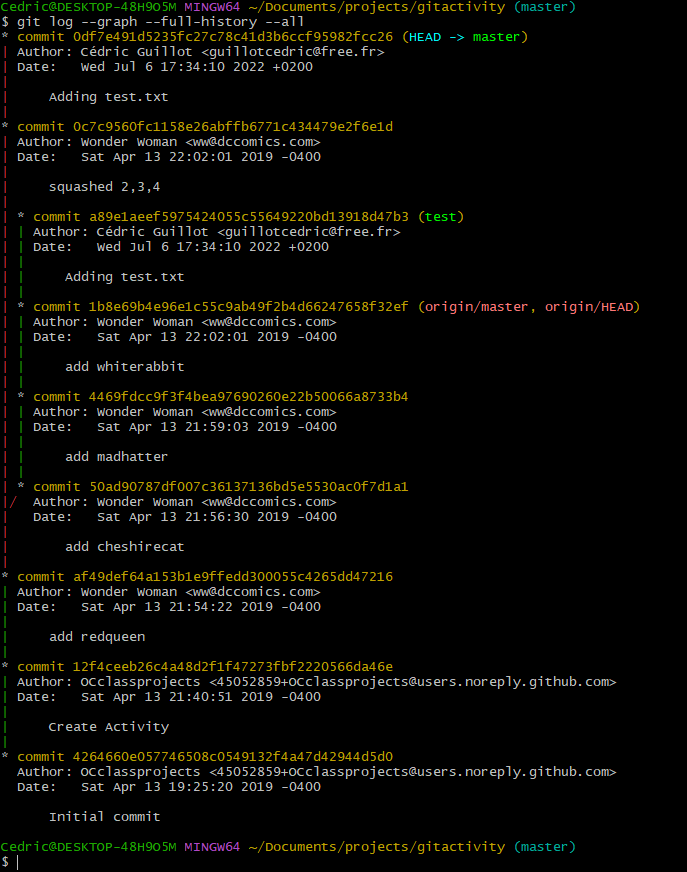 Cedric@DESKTOP-48H9O5M MINGW64 ~/Documents/projects/gitactivity (master)
$ git log --graph --full-history --all
* commit 0df7e491d5235fc27c78c41d3b6ccf95982fcc26 (HEAD -> master)
| Author: Cédric Guillot <guillotcedric@free.fr>
| Date:   Wed Jul 6 17:34:10 2022 +0200
|
|     Adding test.txt
|
* commit 0c7c9560fc1158e26abffb6771c434479e2f6e1d
| Author: Wonder Woman <ww@dccomics.com>
| Date:   Sat Apr 13 22:02:01 2019 -0400
|
|     squashed 2,3,4
|
| * commit a89e1aeef5975424055c55649220bd13918d47b3 (test)
| | Author: Cédric Guillot <guillotcedric@free.fr>
| | Date:   Wed Jul 6 17:34:10 2022 +0200
| |
| |     Adding test.txt
| |
| * commit 1b8e69b4e96e1c55c9ab49f2b4d66247658f32ef (origin/master, origin/HEAD)
| | Author: Wonder Woman <ww@dccomics.com>
| | Date:   Sat Apr 13 22:02:01 2019 -0400
| |
| |     add whiterabbit
| |
| * commit 4469fdcc9f3f4bea97690260e22b50066a8733b4
| | Author: Wonder Woman <ww@dccomics.com>
| | Date:   Sat Apr 13 21:59:03 2019 -0400
| |
| |     add madhatter
| |
| * commit 50ad90787df007c36137136bd5e5530ac0f7d1a1
|/  Author: Wonder Woman <ww@dccomics.com>
|   Date:   Sat Apr 13 21:56:30 2019 -0400
|
|       add cheshirecat
|
* commit af49def64a153b1e9ffedd300055c4265dd47216
| Author: Wonder Woman <ww@dccomics.com>
| Date:   Sat Apr 13 21:54:22 2019 -0400
|
|     add redqueen
|
* commit 12f4ceeb26c4a48d2f1f47273fbf2220566da46e
| Author: OCclassprojects <45052859+OCclassprojects@users.noreply.github.com>
| Date:   Sat Apr 13 21:40:51 2019 -0400
|
|     Create Activity
|
* commit 4264660e057746508c0549132f4a47d42944d5d0
  Author: OCclassprojects <45052859+OCclassprojects@users.noreply.github.com>
  Date:   Sat Apr 13 19:25:20 2019 -0400

      Initial commit

Cedric@DESKTOP-48H9O5M MINGW64 ~/Documents/projects/gitactivity (master)
$